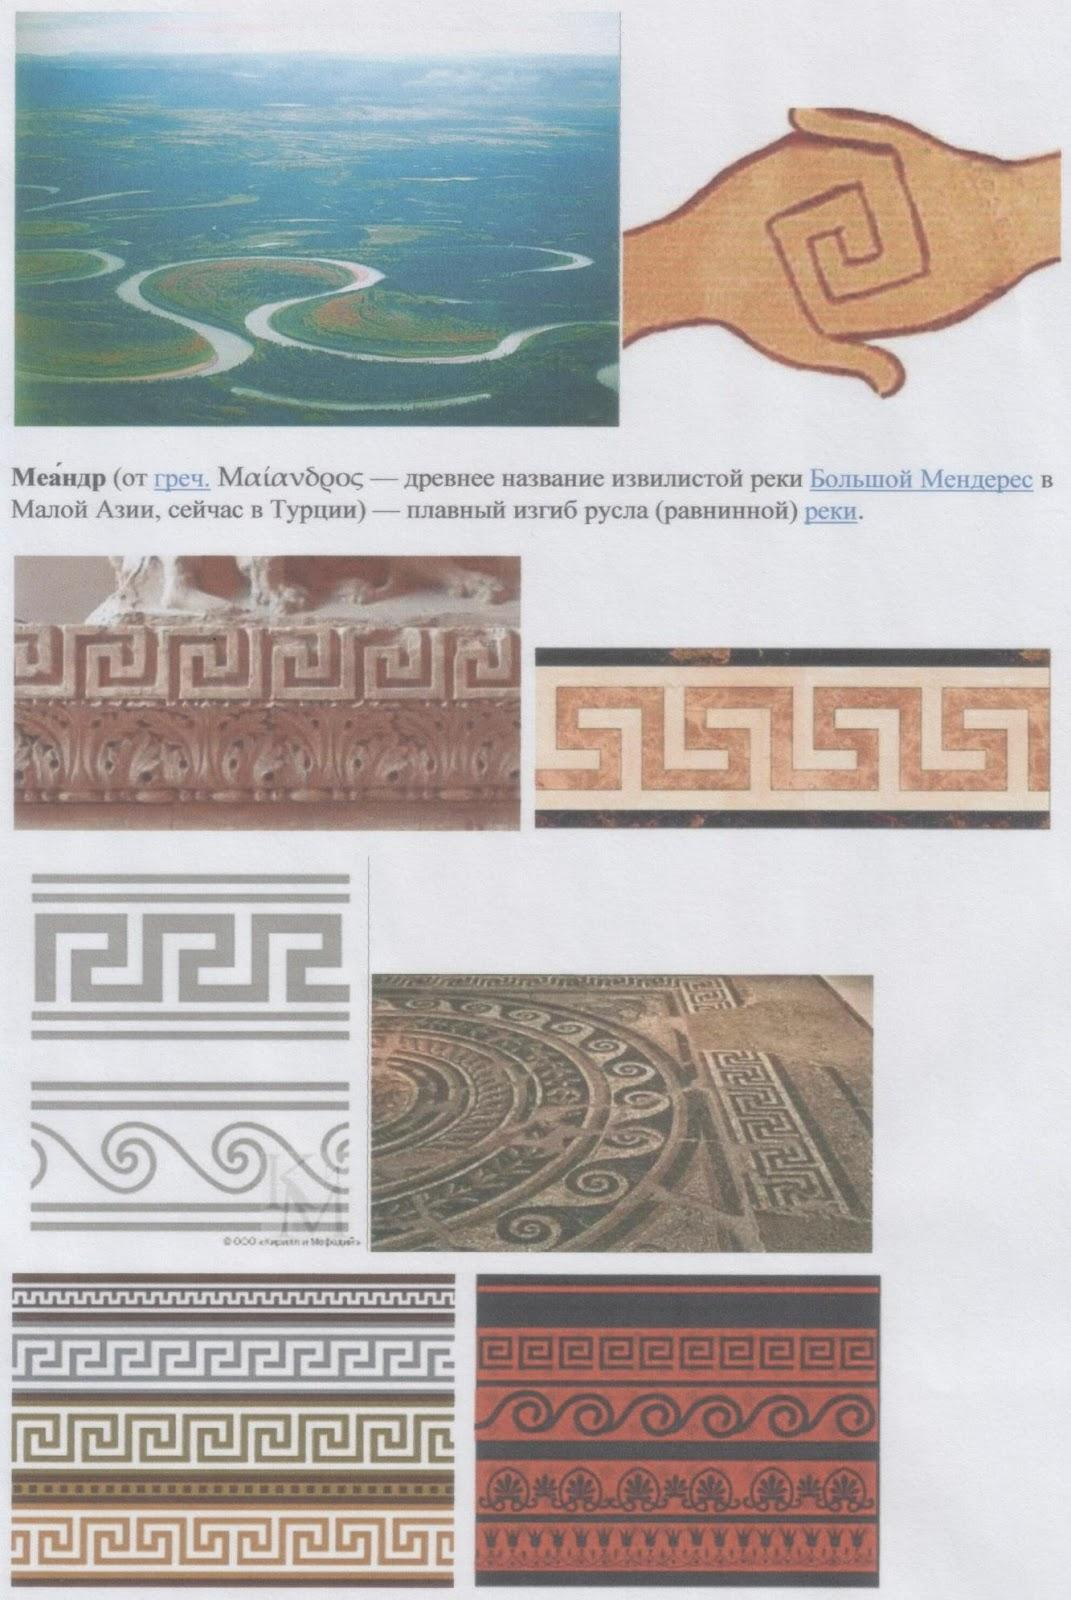 Меа́ндр (от греч. Μαίανδρος — древнее название извилистой реки Большой Мендерес в
Малой Азии, сейчас в Турции) — плавный изгиб русла (равнинной) реки.
КМ
© ООО «Кирилл и Мефодий»